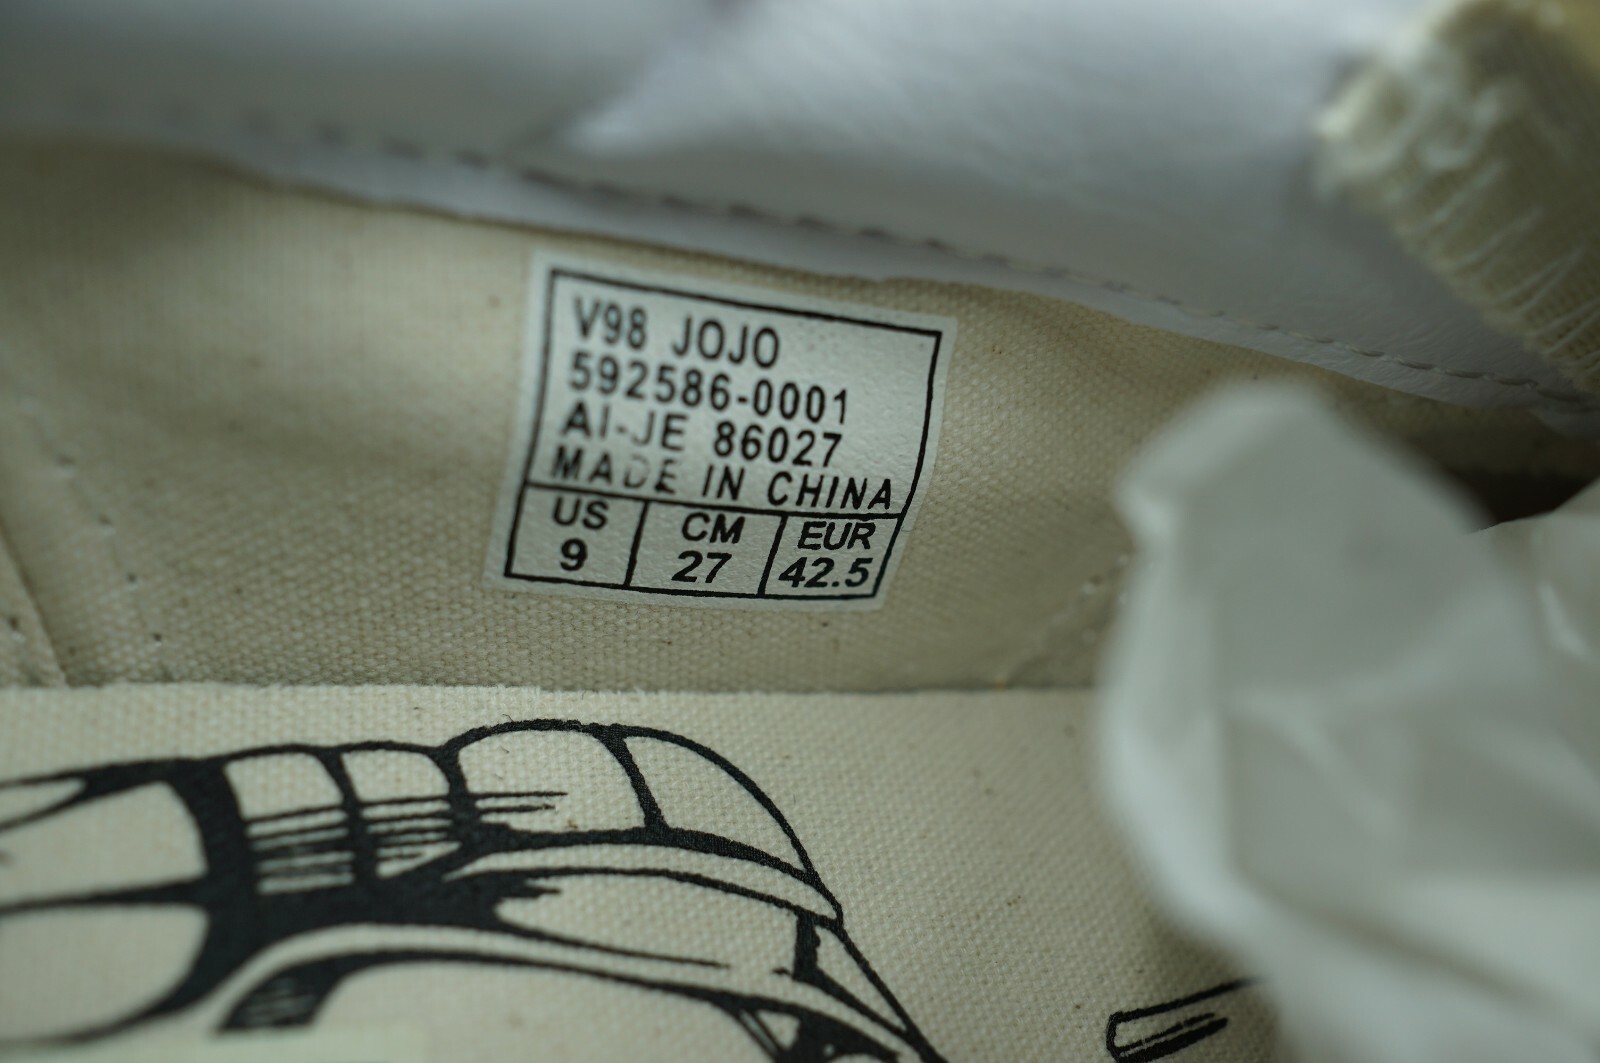 V98 JOJO
592586-0001
AI-JE 86027
MADE IN CHINA
US CM EUR
9 27 42.5